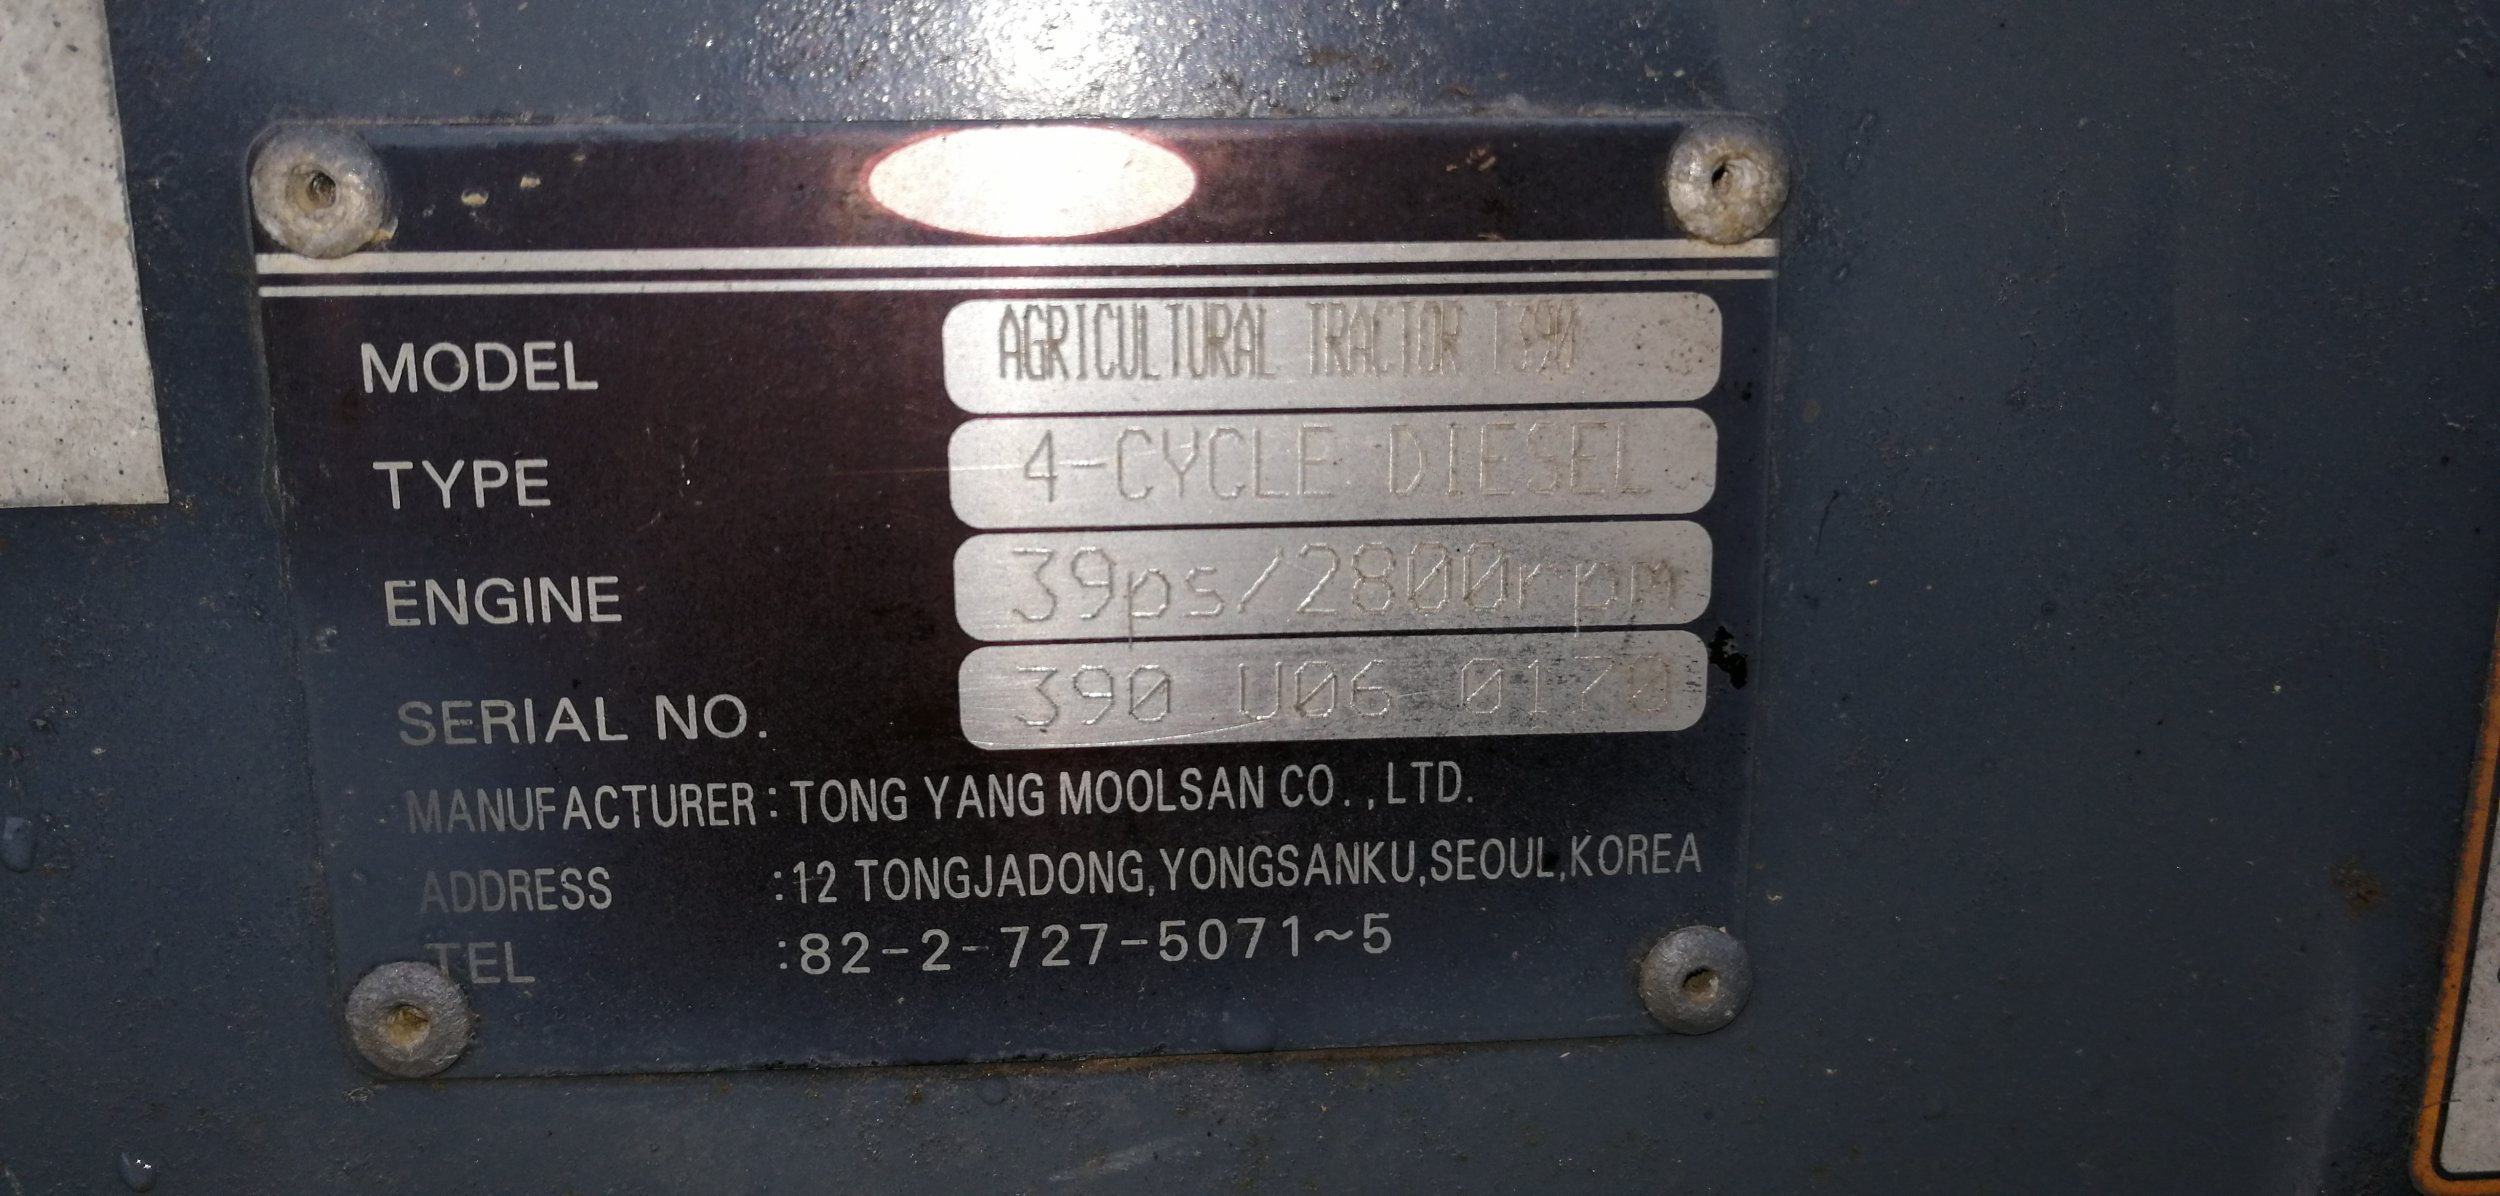 MODEL AGRICULTURAL TRACTOR T390
TYPE 4-CYCLE DIESEL
ENGINE 39ps/2800rpm
SERIAL NO. 390 U06 0170
MANUFACTURER : TONG YANG MOOLSAN CO.,LTD.
ADDRESS :12 TONGJADONG,YONGSANKU,SEOUL,KOREA
TEL :82-2-727-5071~5